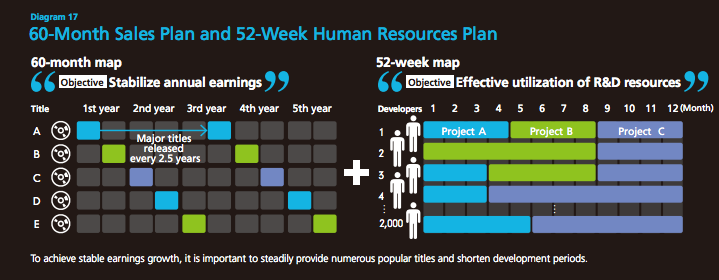 Diagram 17
60-Month Sales Plan and 52-Week Human Resources Plan
60-month map
“ Objective Stabilize annual earnings ”
Title 1st year 2nd year 3rd year 4th year 5th year
A
Major titles
released
every 2.5 years
B
C
D
E
+
52-week map
“ Objective Effective utilization of R&D resources ”
Developers 1 2 3 4 5 6 7 8 9 10 11 12 (Month)
1 Project A Project B Project C
2
3
4
2,000
To achieve stable earnings growth, it is important to steadily provide numerous popular titles and shorten development periods.